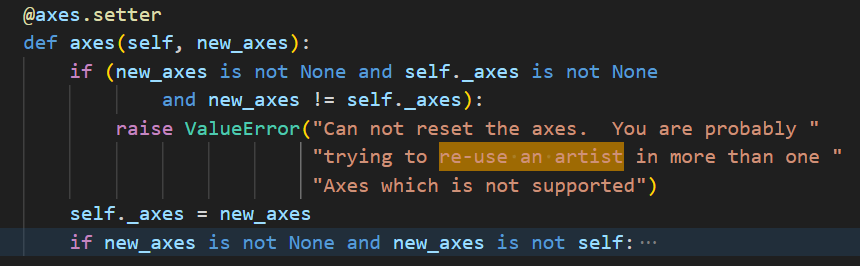 @axes.setter
def axes(self, new_axes):
    if (new_axes is not None and self._axes is not None
            and new_axes != self._axes):
        raise ValueError("Can not reset the axes.  You are probably "
                         "trying to re-use an artist in more than one "
                         "Axes which is not supported")
    self._axes = new_axes
    if new_axes is not None and new_axes is not self:···